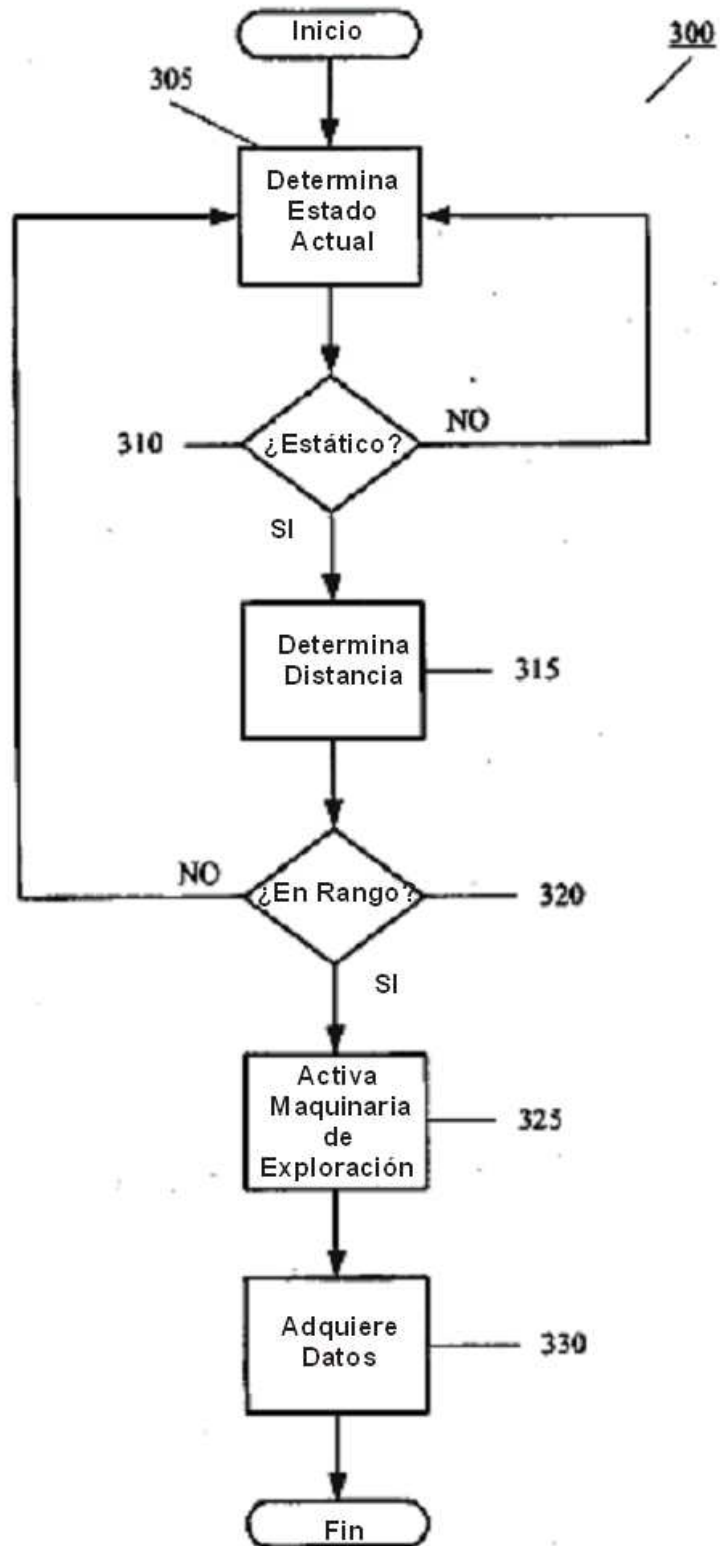 Inicio
300
305
Determina
Estado
Actual
310
¿Estático?
NO
SI
Determina
Distancia
315
NO
¿En Rango?
320
SI
Activa
Maquinaria
de
Exploración
325
Adquiere
Datos
330
Fin